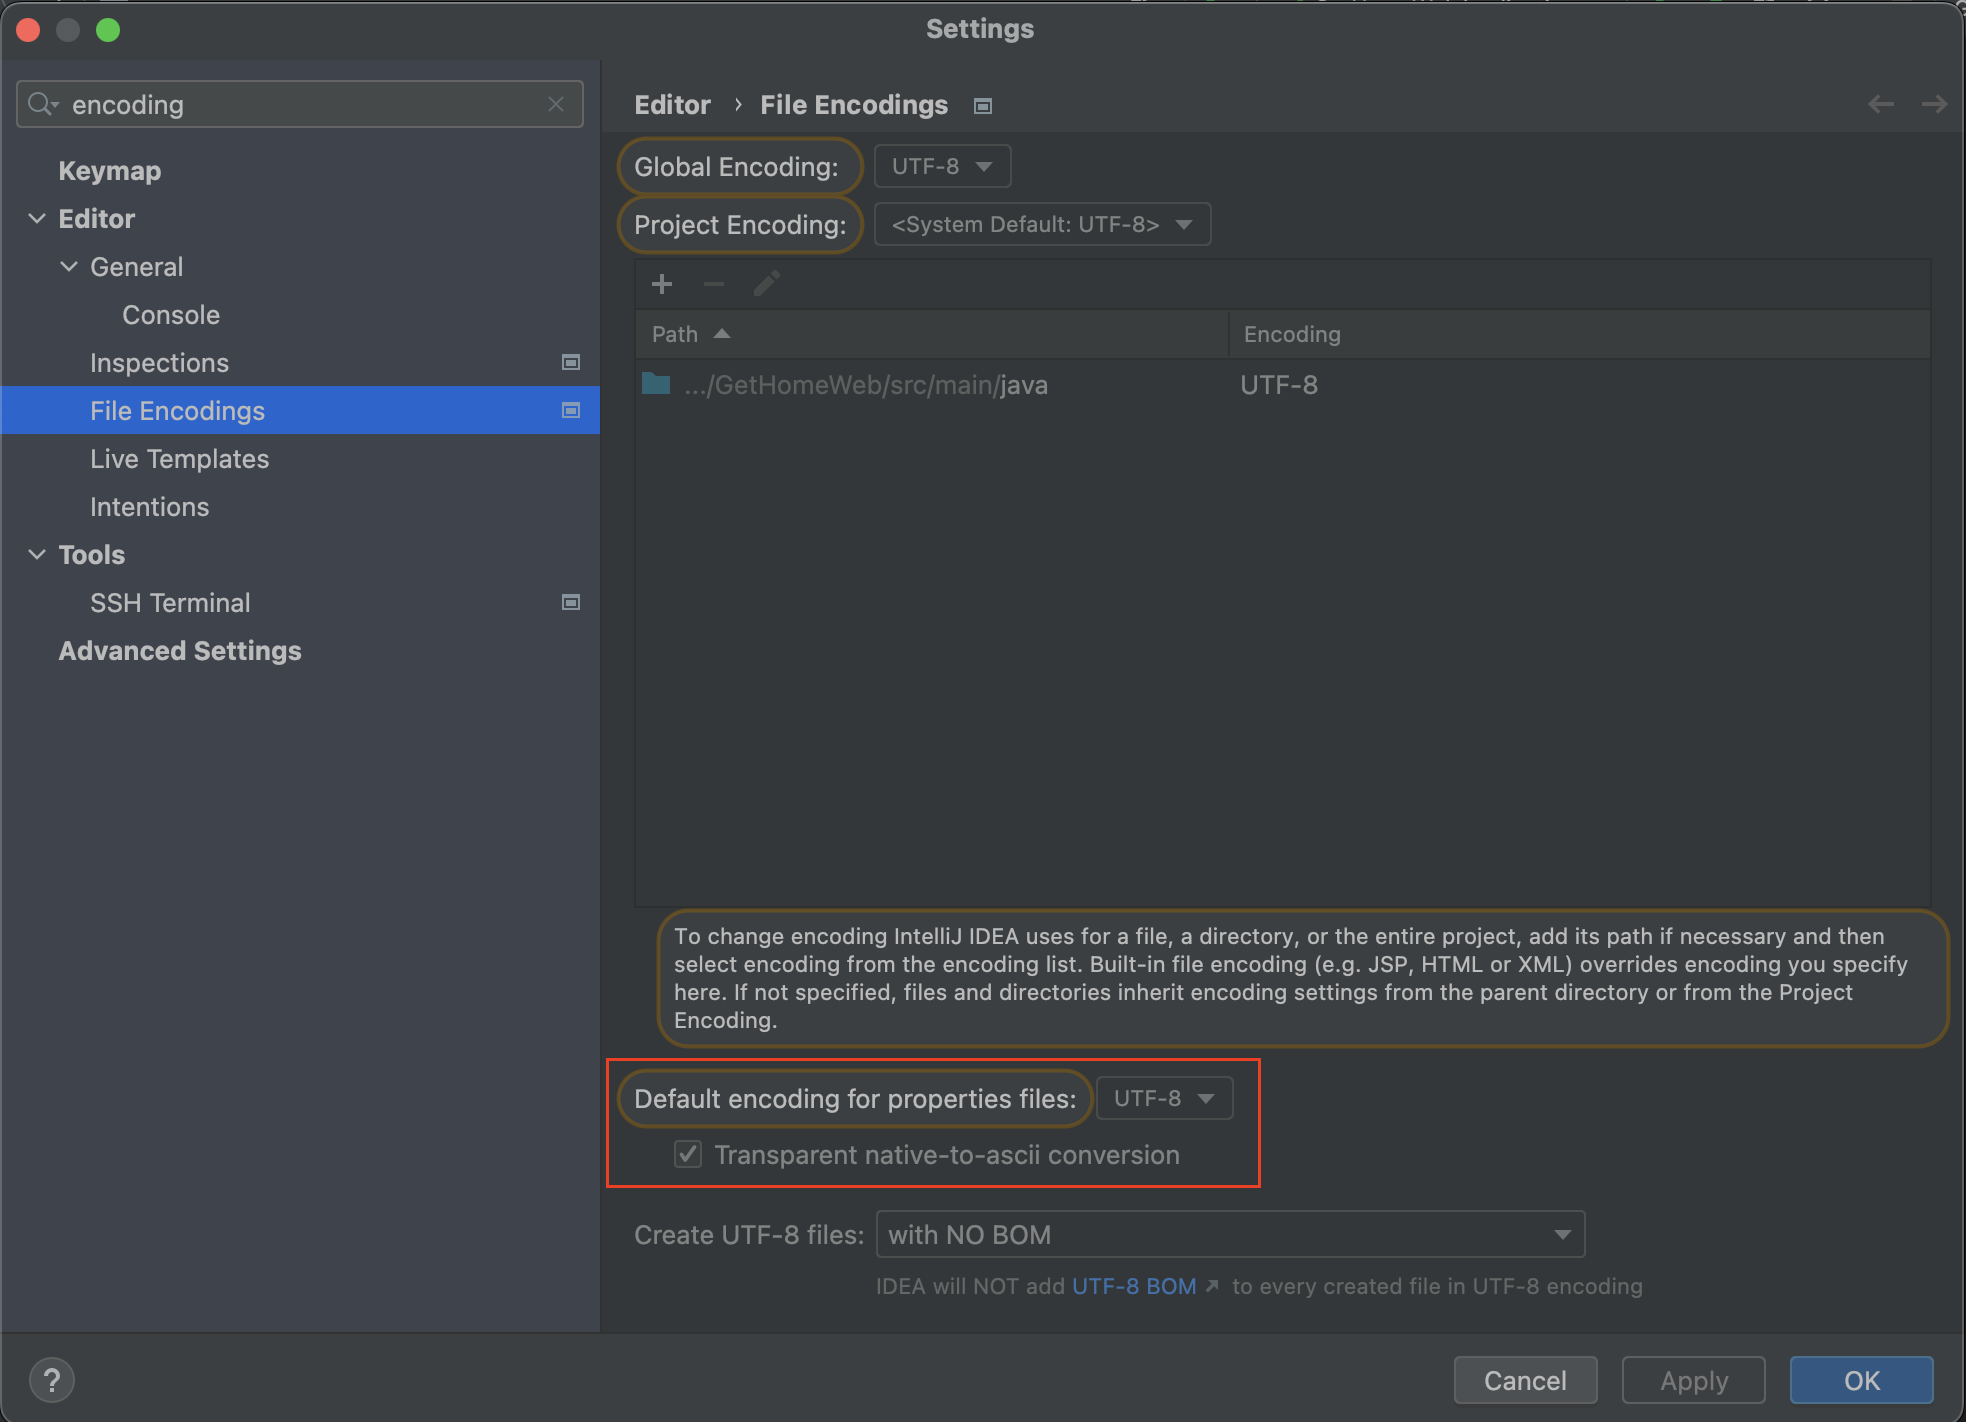 Settings
encoding
Keymap
Editor
General
Console
Inspections
File Encodings
Live Templates
Intentions
Tools
SSH Terminal
Advanced Settings
Editor › File Encodings
Global Encoding: UTF-8
Project Encoding: <System Default: UTF-8>
Path Encoding
.../GetHomeWeb/src/main/java UTF-8
To change encoding IntelliJ IDEA uses for a file, a directory, or the entire project, add its path if necessary and then
select encoding from the encoding list. Built-in file encoding (e.g. JSP, HTML or XML) overrides encoding you specify
here. If not specified, files and directories inherit encoding settings from the parent directory or from the Project
Encoding.
Default encoding for properties files: UTF-8
Transparent native-to-ascii conversion
Create UTF-8 files: with NO BOM
IDEA will NOT add UTF-8 BOM ↗ to every created file in UTF-8 encoding
? Cancel Apply OK